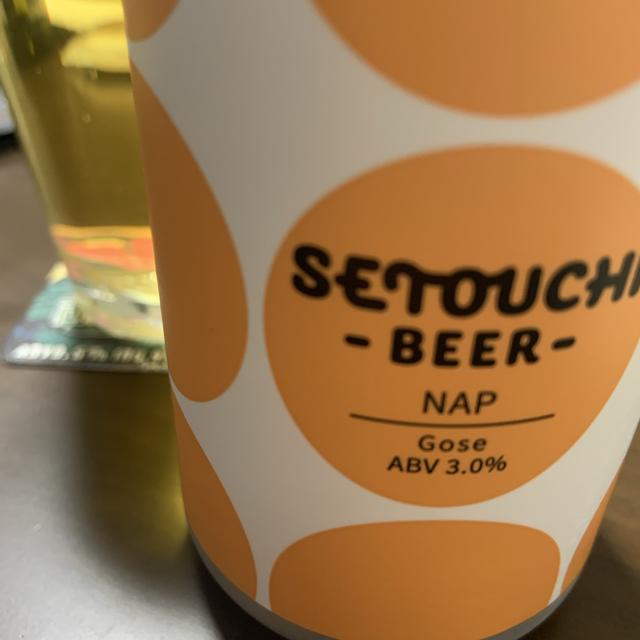 SETOUCHI
- BEER -
NAP
Gose
ABV 3.0%